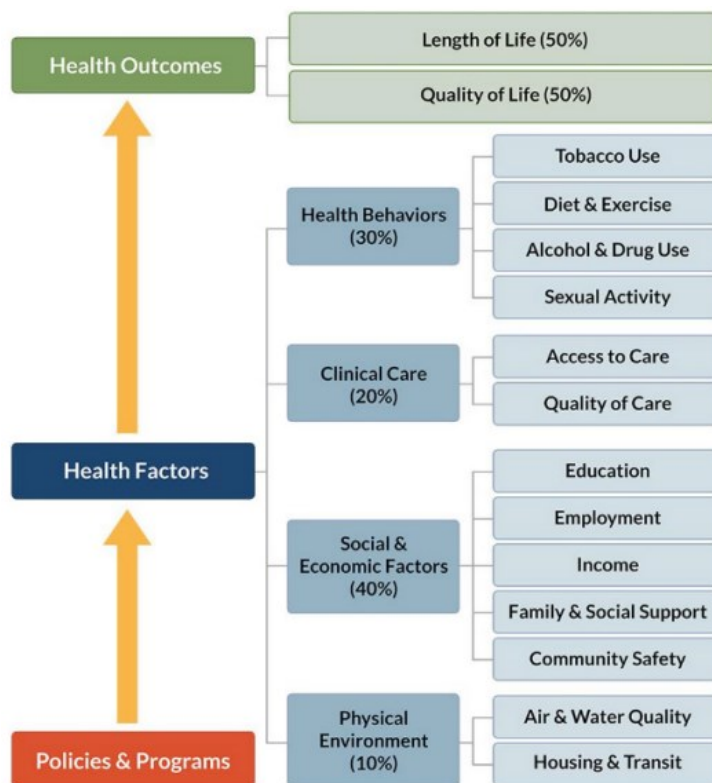 Health Outcomes
Length of Life (50%)
Quality of Life (50%)
Health Behaviors
(30%)
Tobacco Use
Diet & Exercise
Alcohol & Drug Use
Sexual Activity
Clinical Care
(20%)
Access to Care
Quality of Care
Health Factors
Social &
Economic Factors
(40%)
Education
Employment
Income
Family & Social Support
Community Safety
Physical
Environment
(10%)
Air & Water Quality
Housing & Transit
Policies & Programs